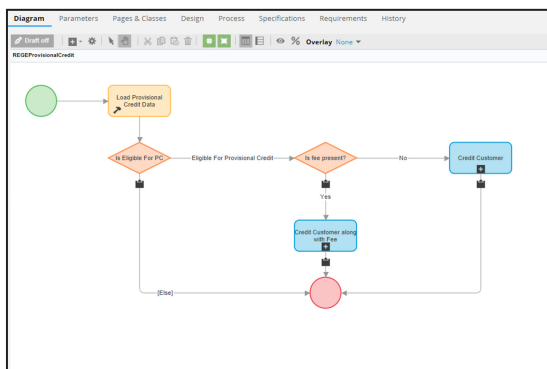 Diagram Parameters Pages & Classes Design Process Specifications Requirements History
Draft off Overlay None
REGEProvisionalCredit
Load Provisional
Credit Data
Is Eligible For PC
Eligible For Provisional Credit
Is fee present?
No
Credit Customer
Yes
Credit Customer along
with Fee
[Else]